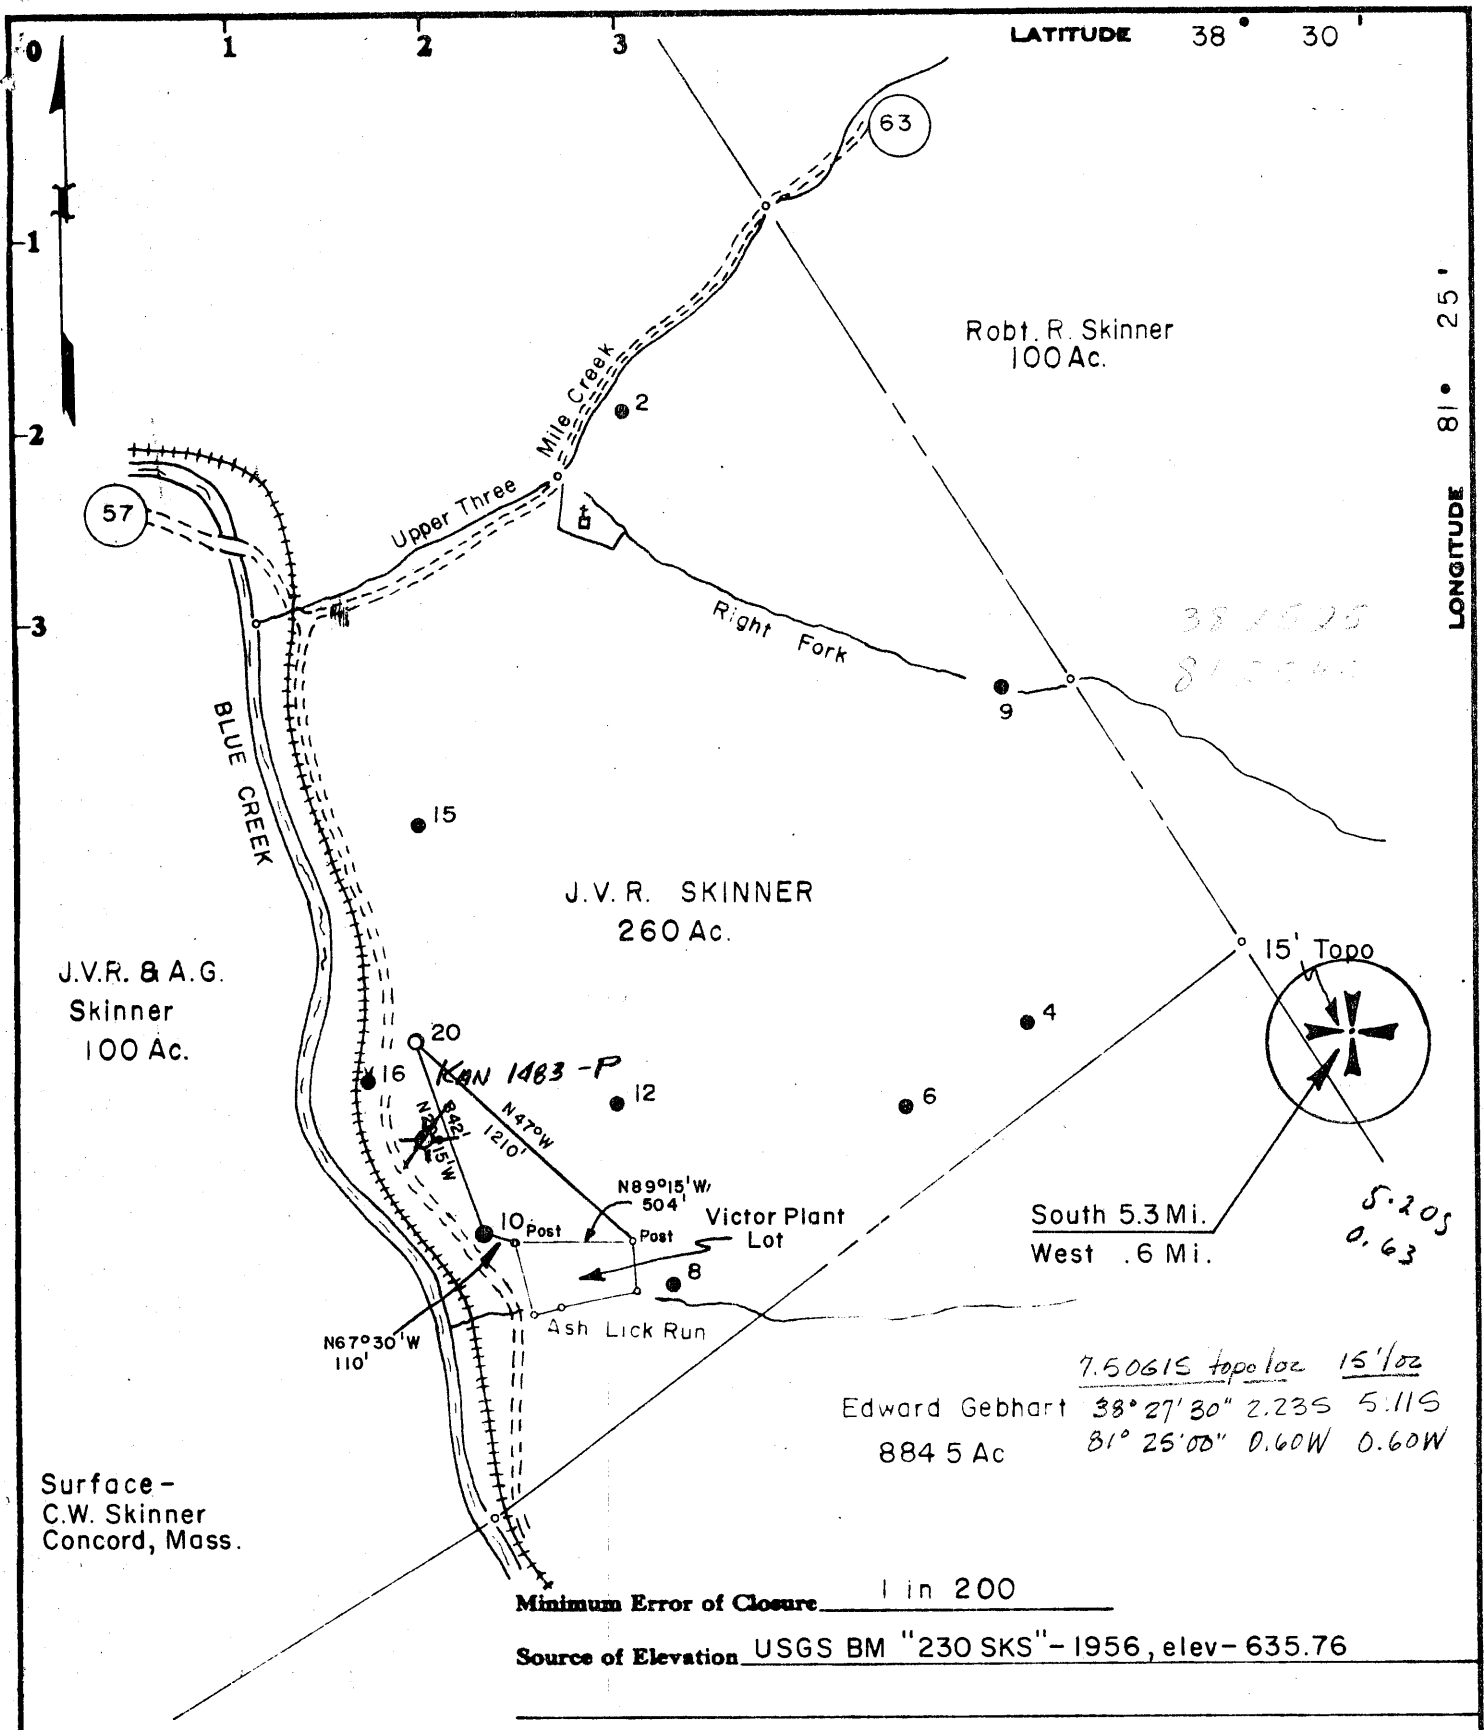 0 1 2 3 LATITUDE 38° 30'
63
1
LONGITUDE 81° 25'
Robt. R. Skinner
100 Ac.
2
2
Mile Creek
Upper Three
57
3
Right Fork
9
BLUE CREEK
15
J.V.R. SKINNER
260 Ac.
J.V.R. & A.G.
Skinner
100 Ac.
15' Topo
4
20
KAN 1483-P
16
12
6
842'
N47°W
1210'
N89°15'W
504'
10
Post
Post
Victor Plant
Lot
8
South 5.3 Mi.
West .6 Mi.
5.20S
0.63
N67°30'W
110'
Ash Lick Run
7.5 topo loc 15' loc
Edward Gebhart 38° 27' 30" 2.23S 5.11S
884 5 Ac 81° 25' 00" 0.60W 0.60W
Surface-
C.W. Skinner
Concord, Mass.
Minimum Error of Closure 1 in 200
Source of Elevation USGS BM "230 SKS"-1956, elev-635.76